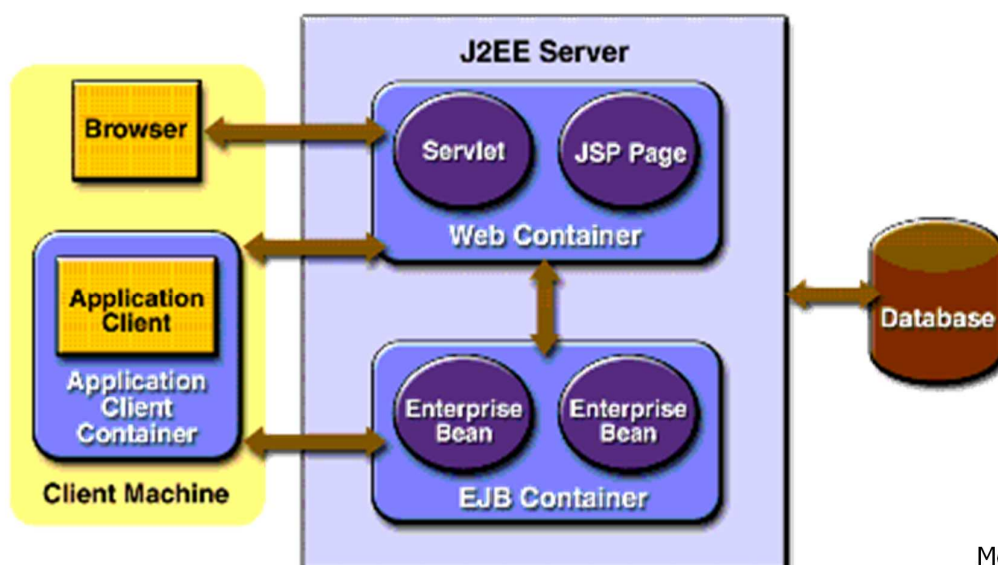 J2EE Server
Browser
Servlet
JSP Page
Web Container
Application
Client
Application
Client
Container
Client Machine
Enterprise
Bean
Enterprise
Bean
EJB Container
Database